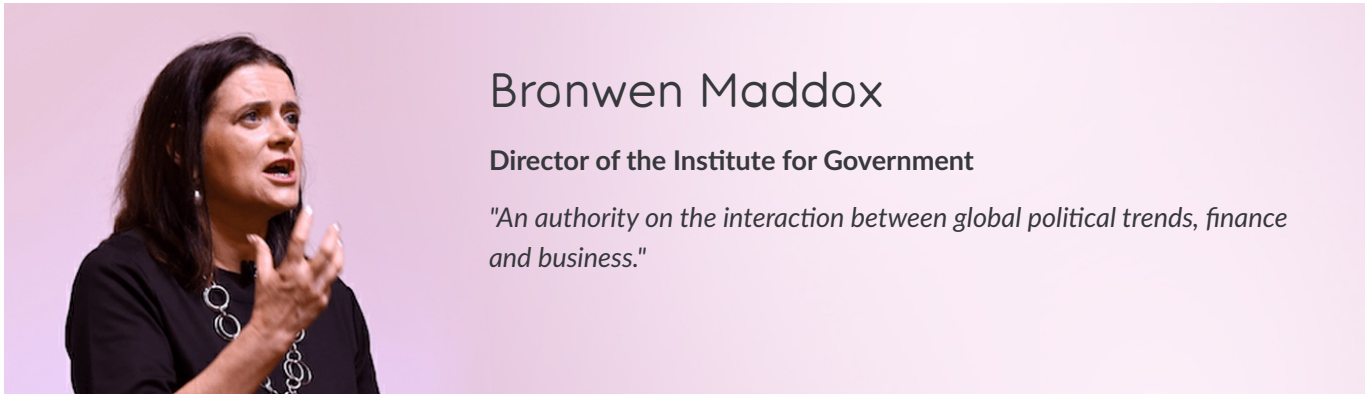 Bronwen Maddox
Director of the Institute for Government
"An authority on the interaction between global political trends, finance
and business."